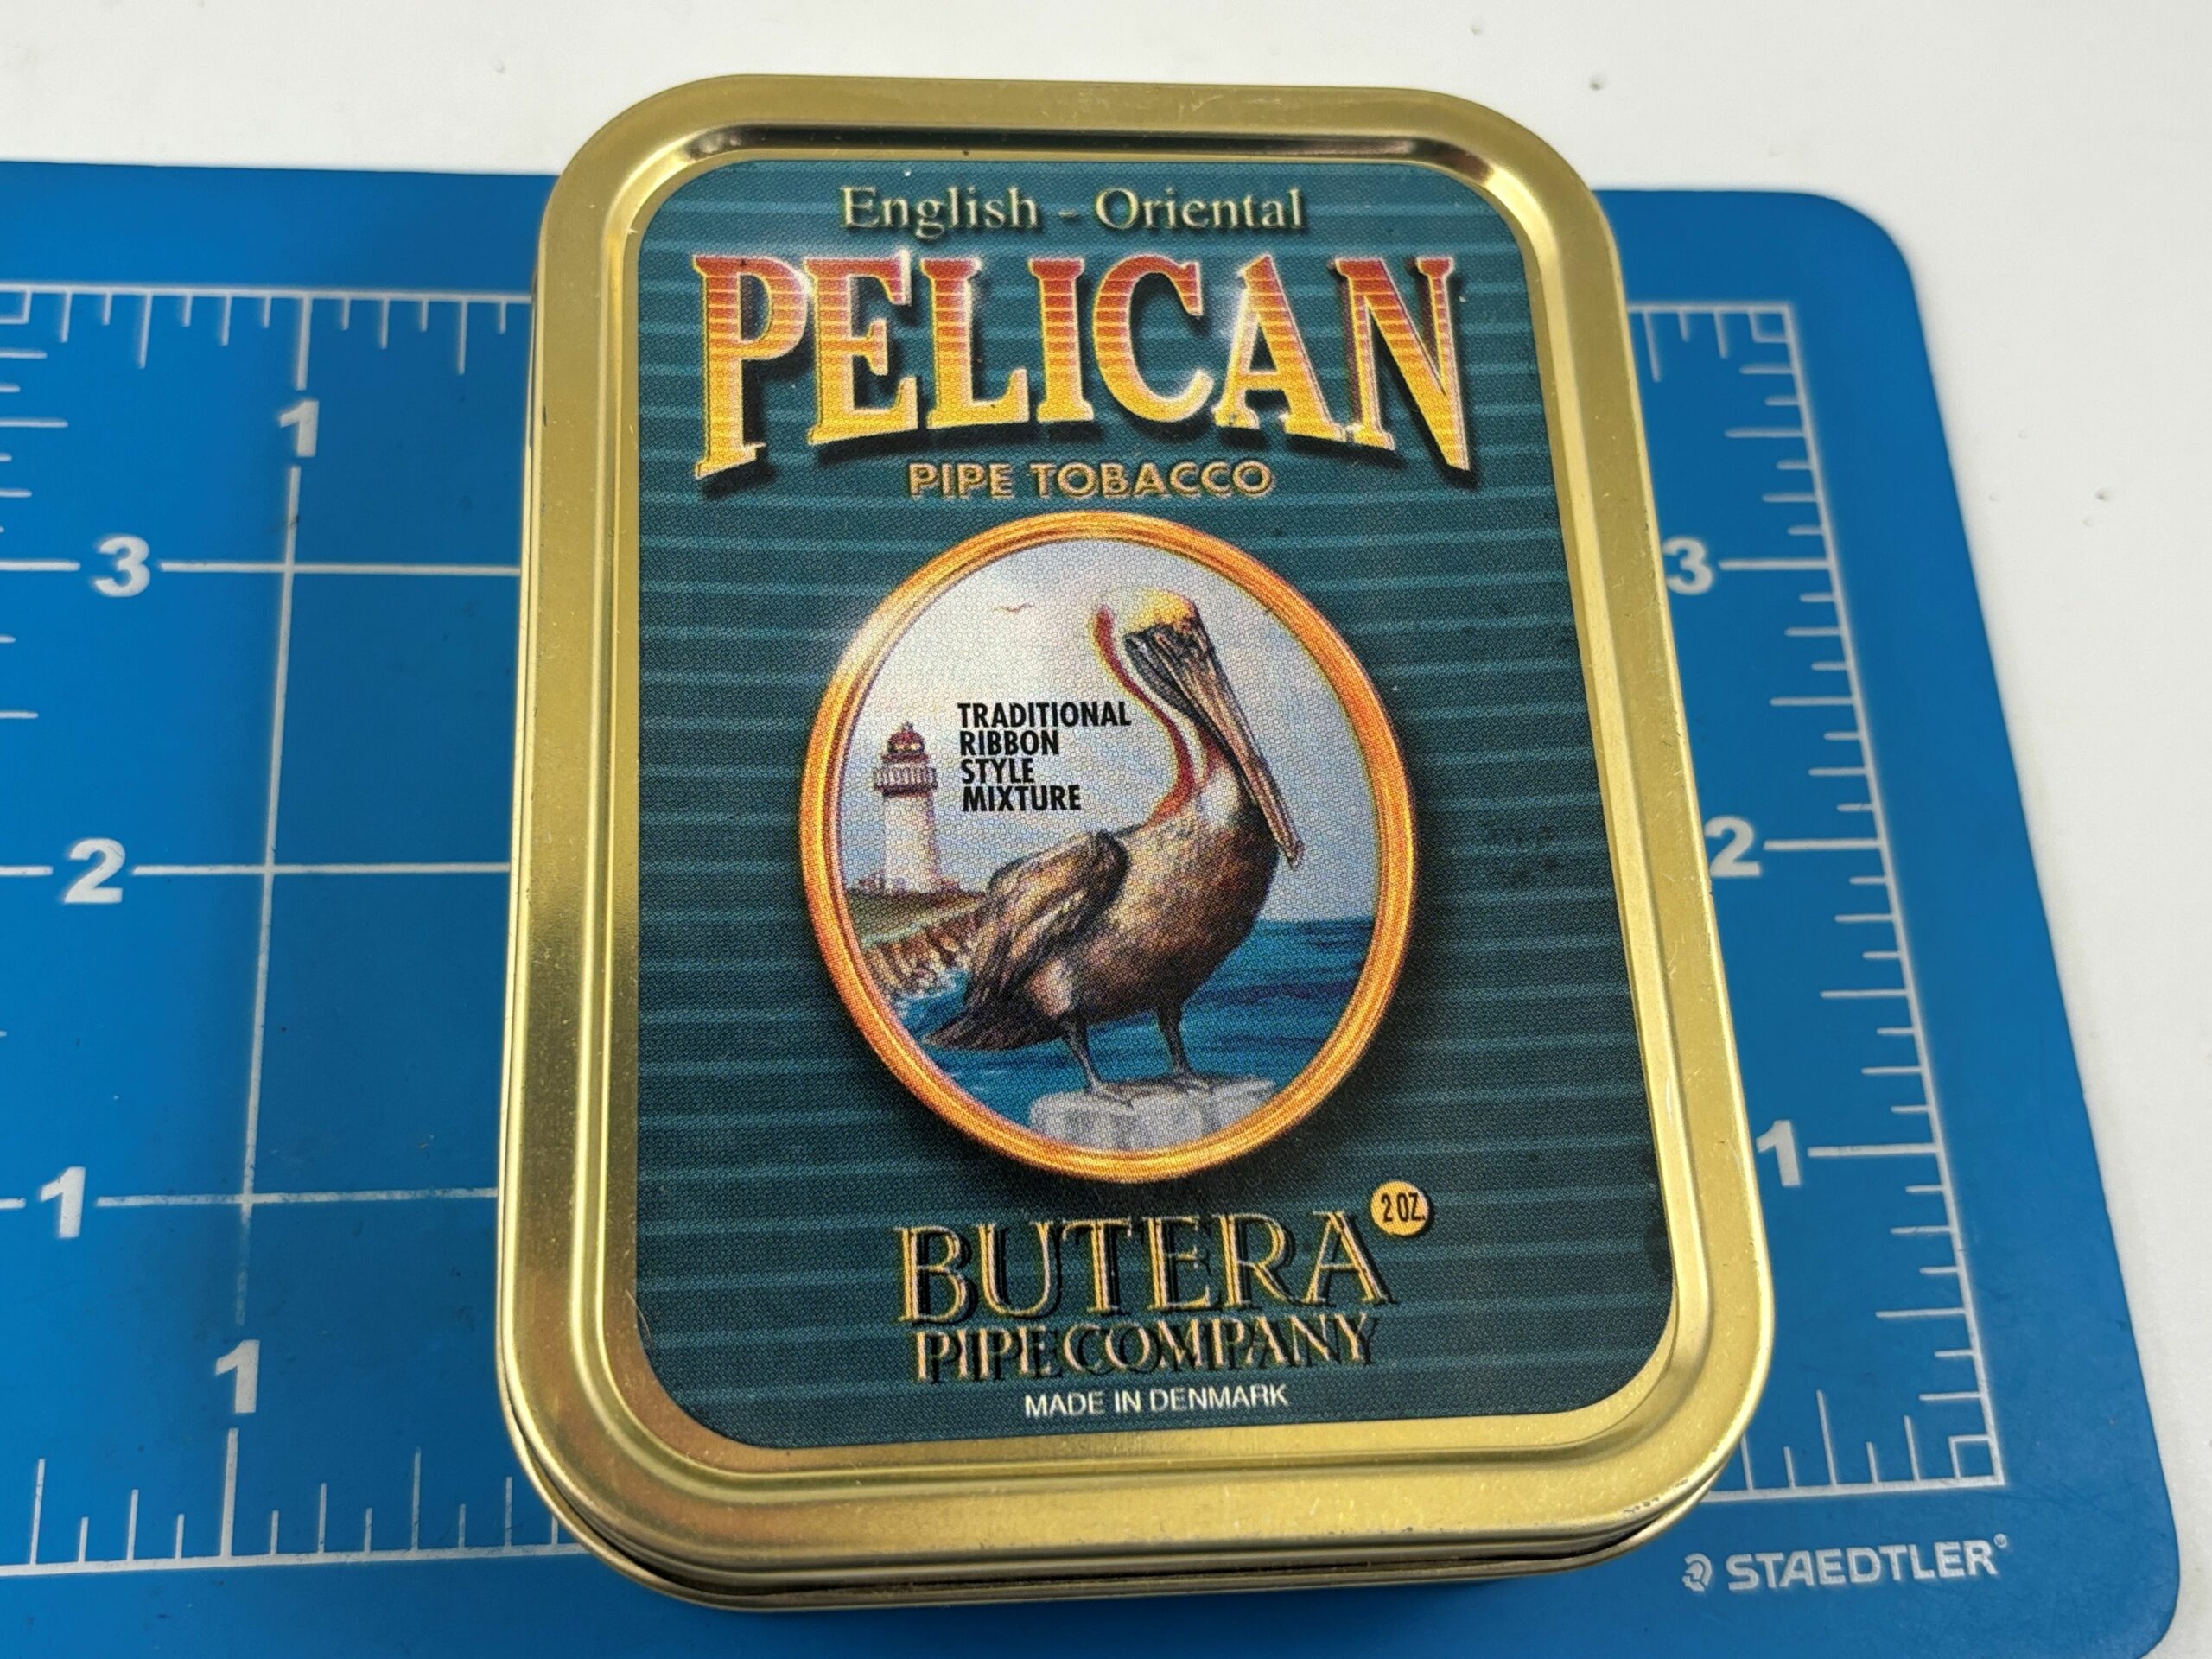 English - Oriental
PELICAN
PIPE TOBACCO
TRADITIONAL
RIBBON
STYLE
MIXTURE
2 OZ.
BUTERA
PIPE COMPANY
MADE IN DENMARK
1
3
3
2
2
1
1
1
STAEDTLER®